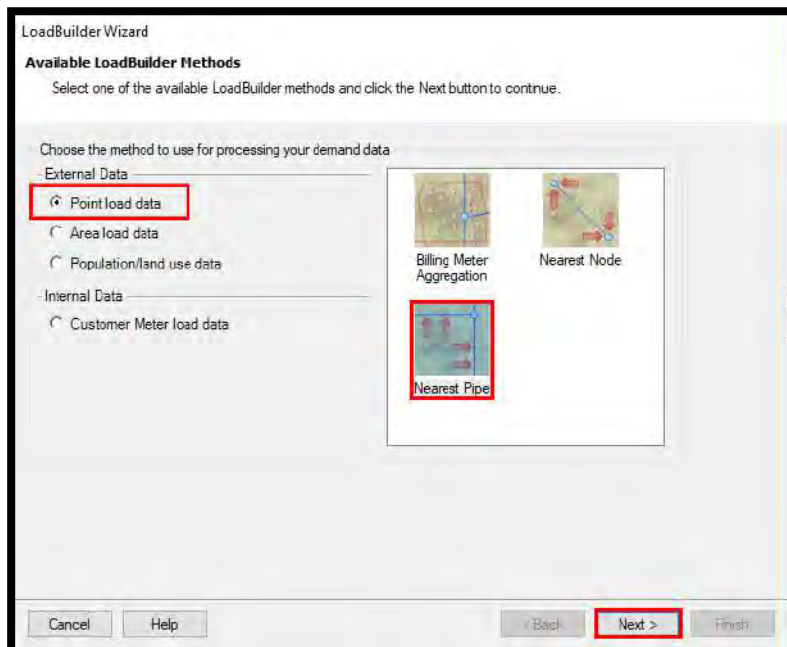 LoadBuilder Wizard
Available LoadBuilder Methods
Select one of the available LoadBuilder methods and click the Next button to continue.
Choose the method to use for processing your demand data
External Data
Point load data
Area load data
Population/land use data
Internal Data
Customer Meter load data
Billing Meter
Aggregation
Nearest Node
Nearest Pipe
Cancel
Help
< Back
Next >
Finish